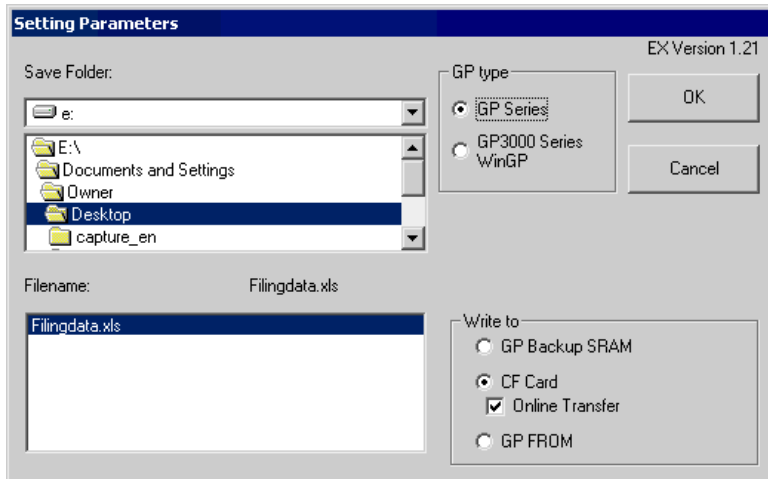 Setting Parameters
EX Version 1.21
Save Folder:
e:
E:\
Documents and Settings
Owner
Desktop
capture_en
GP type
GP Series
GP3000 Series
WinGP
OK
Cancel
Filename:
Filingdata.xls
Filingdata.xls
Write to
GP Backup SRAM
CF Card
Online Transfer
GP FROM